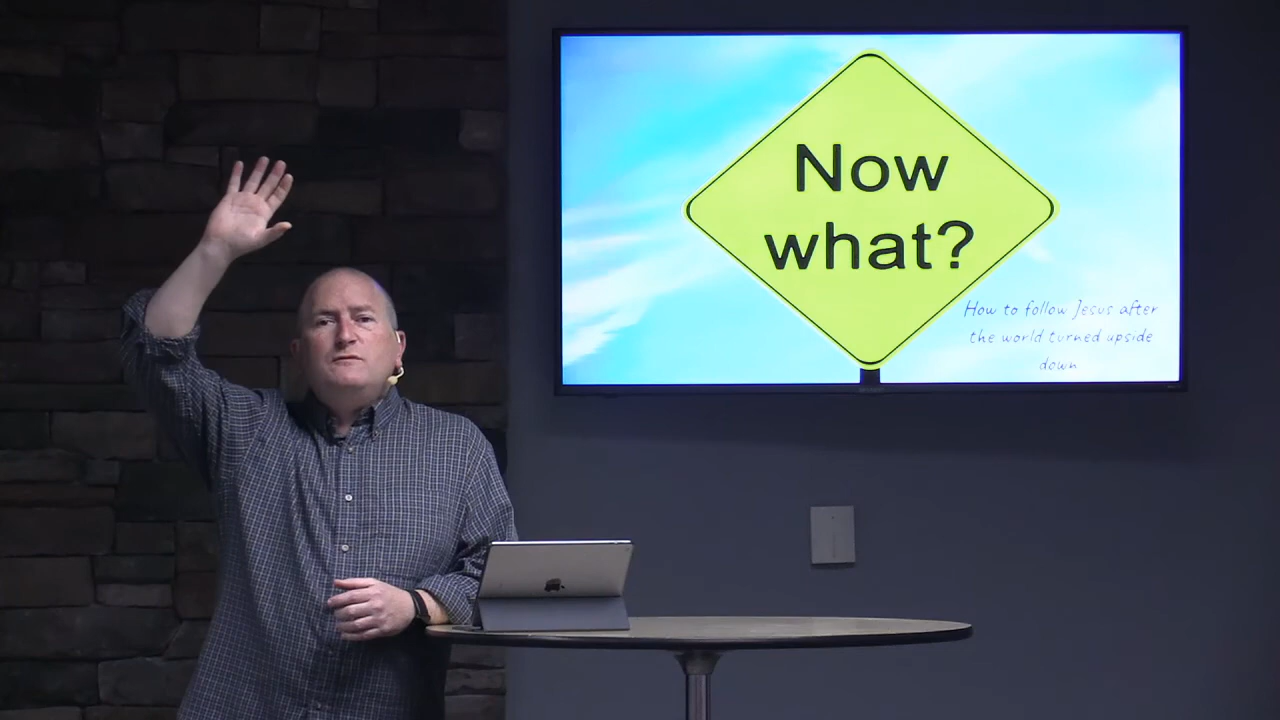 Now
what?
How to follow Jesus after
the world turned upside
down